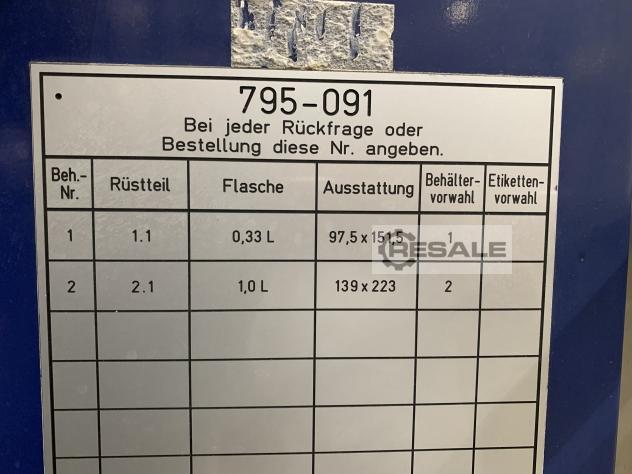 795-091
Bei jeder Rückfrage oder
Bestellung diese Nr. angeben.
Beh.-Nr. Rüstteil Flasche Ausstattung Behälter-vorwahl Etiketten-vorwahl
1 1.1 0,33 L 97,5 x 151,5 1
2 2.1 1,0 L 139 x 223 2
RESALE